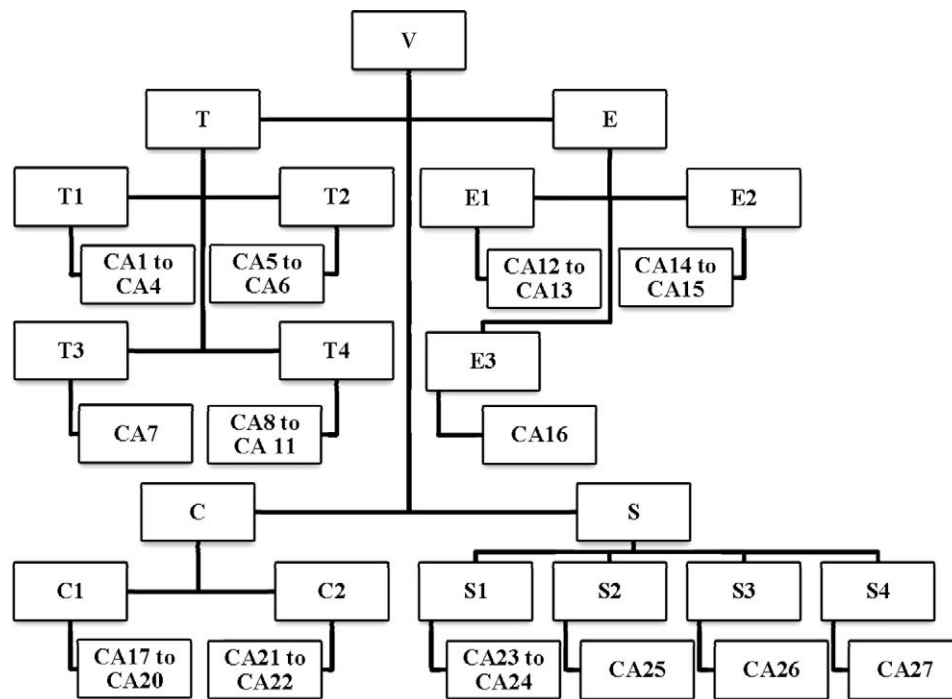 V
T
E
T1
T2
E1
E2
CA1 to
CA4
CA5 to
CA6
CA12 to
CA13
CA14 to
CA15
T3
T4
E3
CA7
CA8 to
CA 11
CA16
C
S
C1
C2
S1
S2
S3
S4
CA17 to
CA20
CA21 to
CA22
CA23 to
CA24
CA25
CA26
CA27